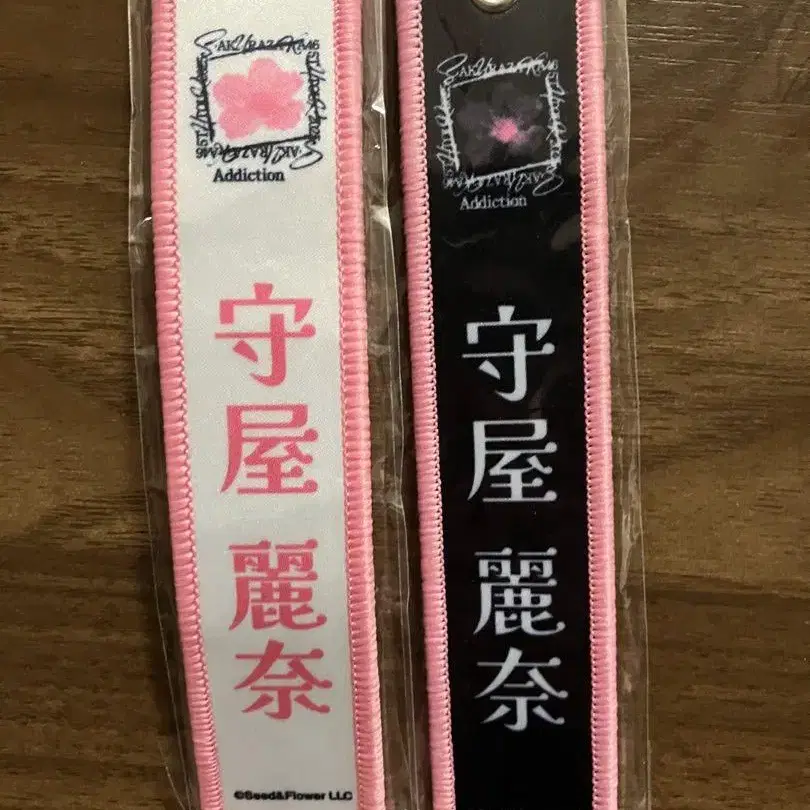 SAKURAZAKA46
Addiction
守屋
麗奈
©Seed&Flower LLC
SAKURAZAKA46
Addiction
守屋
麗奈